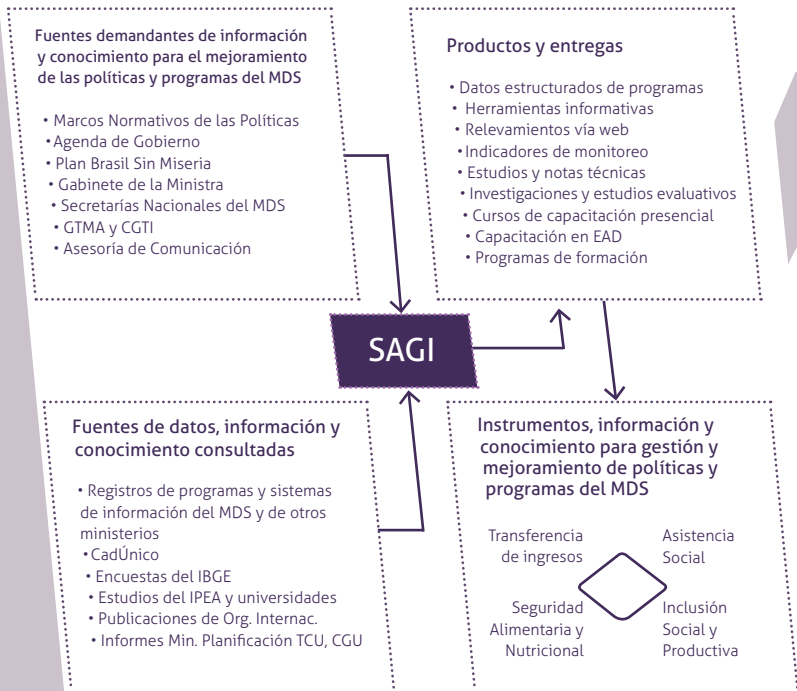 Fuentes demandantes de información
y conocimiento para el mejoramiento
de las políticas y programas del MDS
• Marcos Normativos de las Políticas
• Agenda de Gobierno
• Plan Brasil Sin Miseria
• Gabinete de la Ministra
• Secretarías Nacionales del MDS
• GTMA y CGTI
• Asesoría de Comunicación
Productos y entregas
• Datos estructurados de programas
• Herramientas informativas
• Relevamientos vía web
• Indicadores de monitoreo
• Estudios y notas técnicas
• Investigaciones y estudios evaluativos
• Cursos de capacitación presencial
• Capacitación en EAD
• Programas de formación
SAGI
Fuentes de datos, información y
conocimiento consultadas
• Registros de programas y sistemas
de información del MDS y de otros
ministerios
• CadÚnico
• Encuestas del IBGE
• Estudios del IPEA y universidades
• Publicaciones de Org. Internac.
• Informes Min. Planificación TCU, CGU
Instrumentos, información y
conocimiento para gestión y
mejoramiento de políticas y
programas del MDS
Transferencia
de ingresos
Asistencia
Social
Seguridad
Alimentaria y
Nutricional
Inclusión
Social y
Productiva